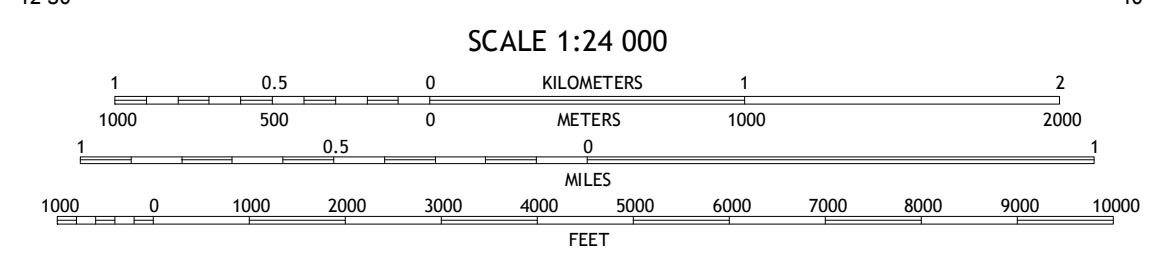 SCALE 1:24 000
1 0.5 0 KILOMETERS 1 2
1000 500 0 METERS 1000 2000
1 0.5 0 1
MILES
1000 0 1000 2000 3000 4000 5000 6000 7000 8000 9000 10000
FEET